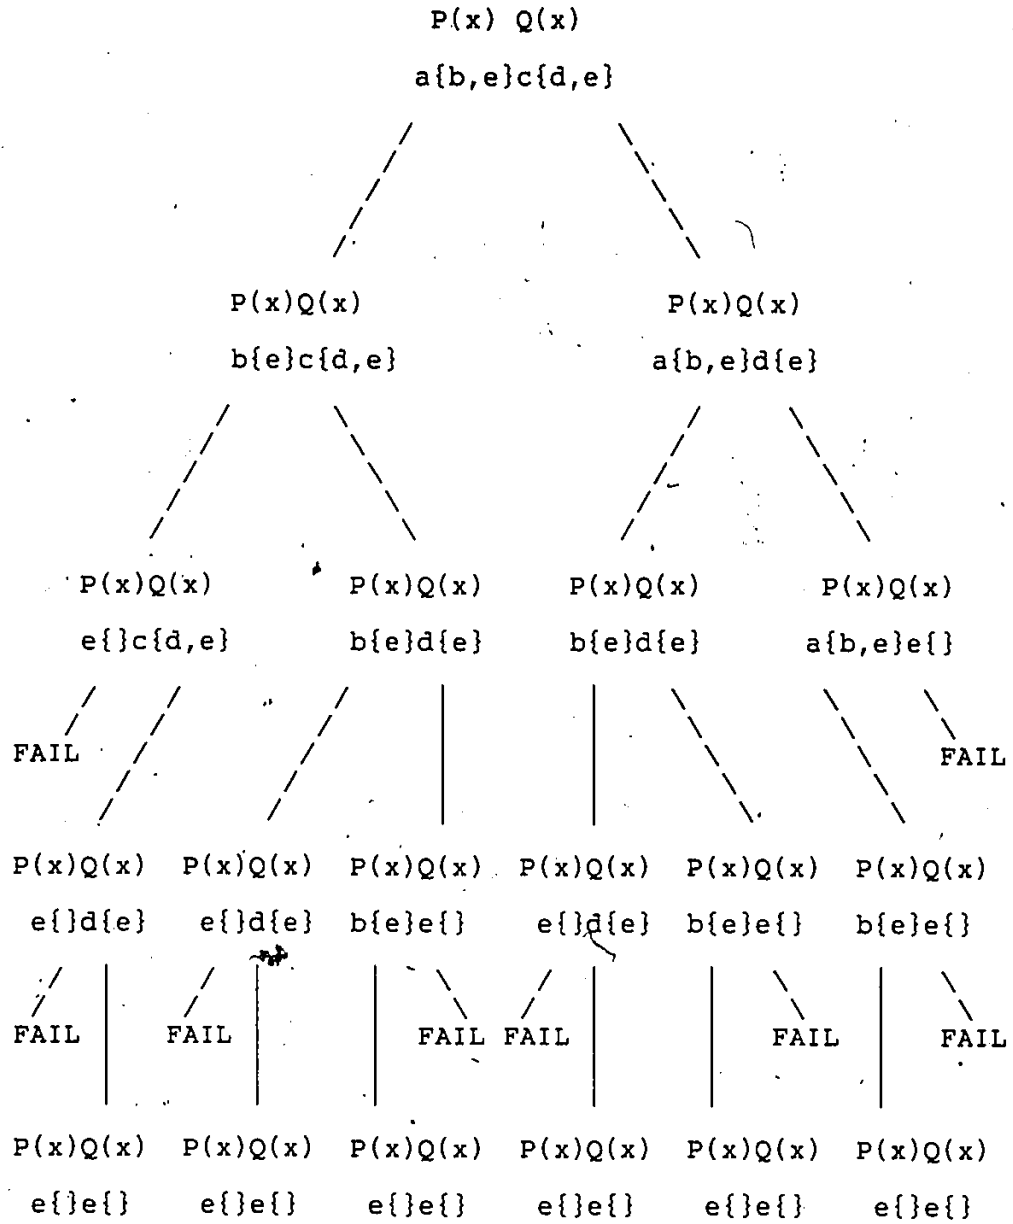 P(x) Q(x)
a{b,e}c{d,e}
P(x)Q(x) P(x)Q(x)
b{e}c{d,e} a{b,e}d{e}
P(x)Q(x) P(x)Q(x) P(x)Q(x) P(x)Q(x)
e{}c{d,e} b{e}d{e} b{e}d{e} a{b,e}e{}
FAIL FAIL
P(x)Q(x) P(x)Q(x) P(x)Q(x) P(x)Q(x) P(x)Q(x) P(x)Q(x)
e{}d{e} e{}d{e} b{e}e{} e{}d{e} b{e}e{} b{e}e{}
FAIL FAIL FAIL FAIL FAIL FAIL
P(x)Q(x) P(x)Q(x) P(x)Q(x) P(x)Q(x) P(x)Q(x) P(x)Q(x)
e{}e{} e{}e{} e{}e{} e{}e{} e{}e{} e{}e{}